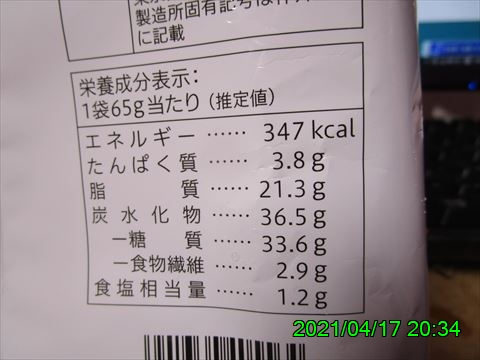 製造所固有記号は
に記載
栄養成分表示:
1袋65g当たり（推定値）
エネルギー …… 347 kcal
たんぱく質 …… 3.8 g
脂質 …… 21.3 g
炭水化物 …… 36.5 g
－糖質 …… 33.6 g
－食物繊維 …… 2.9 g
食塩相当量 …… 1.2 g
2021/04/17 20:34